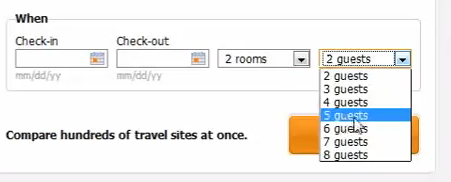 When
Check-in
Check-out
2 rooms
2 guests
mm/dd/yy
mm/dd/yy
2 guests
3 guests
4 guests
5 guests
6 guests
7 guests
8 guests
Compare hundreds of travel sites at once.